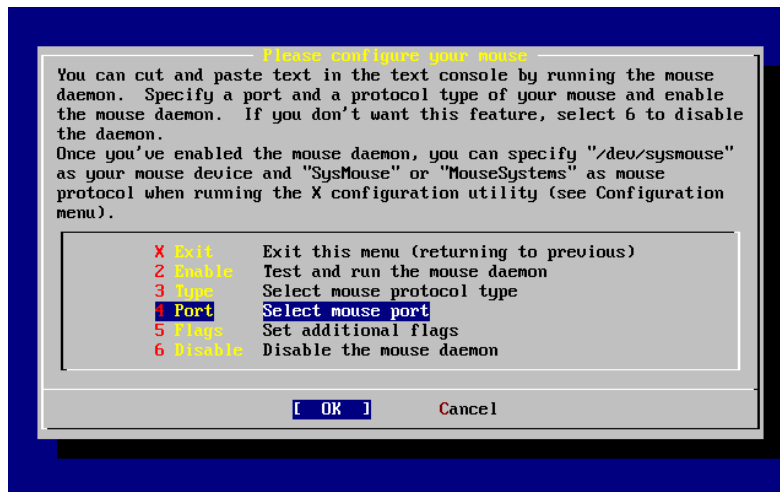 Please configure your mouse
You can cut and paste text in the text console by running the mouse
daemon.  Specify a port and a protocol type of your mouse and enable
the mouse daemon.  If you don't want this feature, select 6 to disable
the daemon.
Once you've enabled the mouse daemon, you can specify "/dev/sysmouse"
as your mouse device and "SysMouse" or "MouseSystems" as mouse
protocol when running the X configuration utility (see Configuration
menu).
X Exit     Exit this menu (returning to previous)
2 Enable   Test and run the mouse daemon
3 Type     Select mouse protocol type
4 Port     Select mouse port
5 Flags    Set additional flags
6 Disable  Disable the mouse daemon
[  OK  ]     Cancel